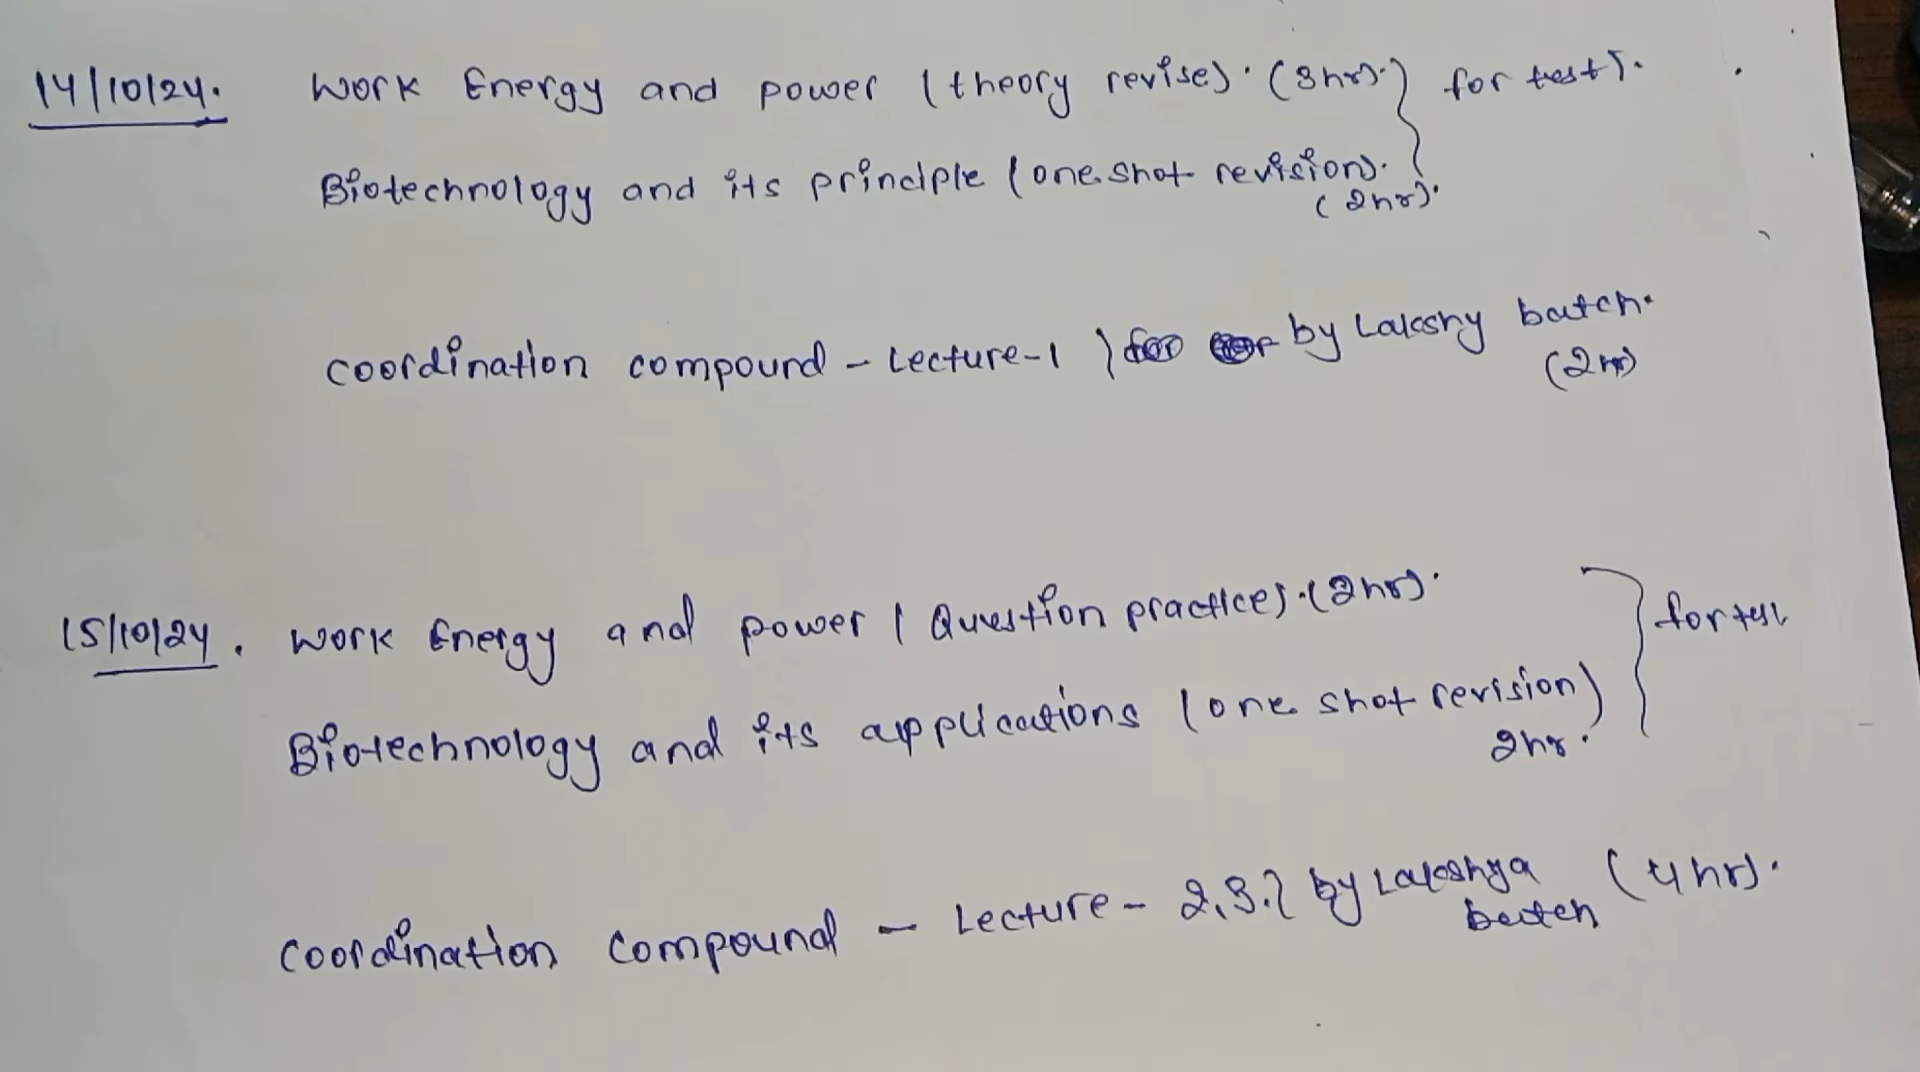 14/10/24. Work Energy and power (theory revise). (3hr).} for test).
Biotechnology and its principle (one shot revision).
(2hr).
Coordination compound - Lecture-1 } for by Lakshy batch.
(2hr)
15/10/24. Work Energy and power (Question practice).(2hr).
} for test
Biotechnology and its applications (one shot revision)
2hr.
Coordination Compound - Lecture - 2,3.} by Lakshya (4hr).
batch